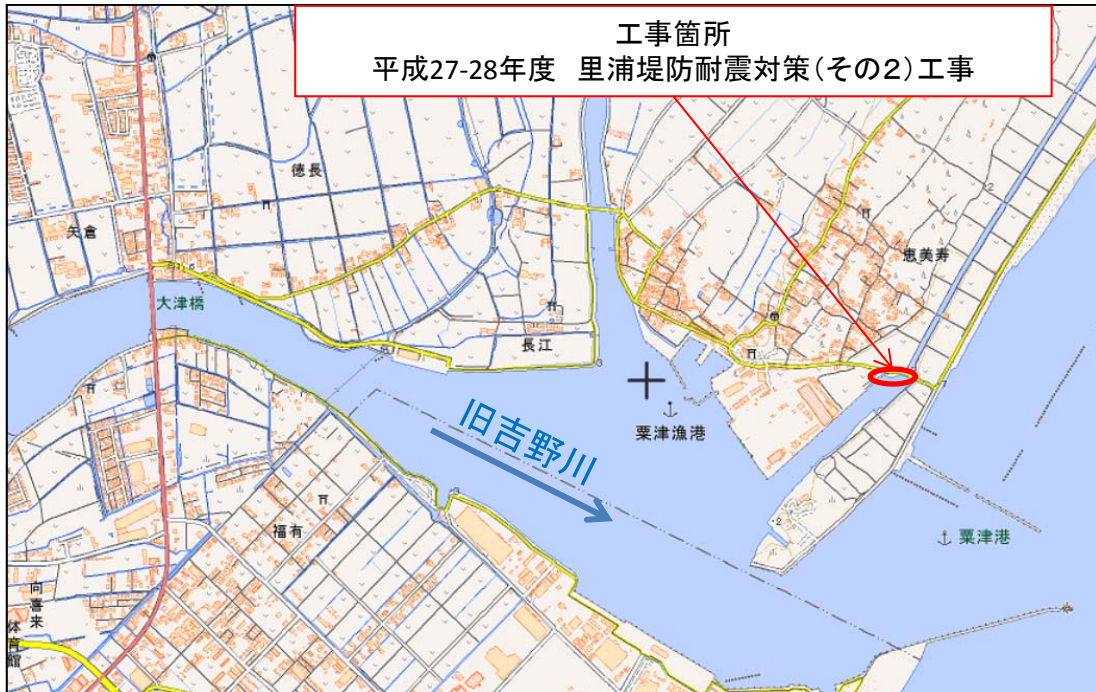 工事箇所
平成27-28年度　里浦堤防耐震対策(その2)工事
徳長
矢倉
恵美寿
大津橋
長江
粟津漁港
旧吉野川
粟津港
福有
向喜来
体育館
2
2